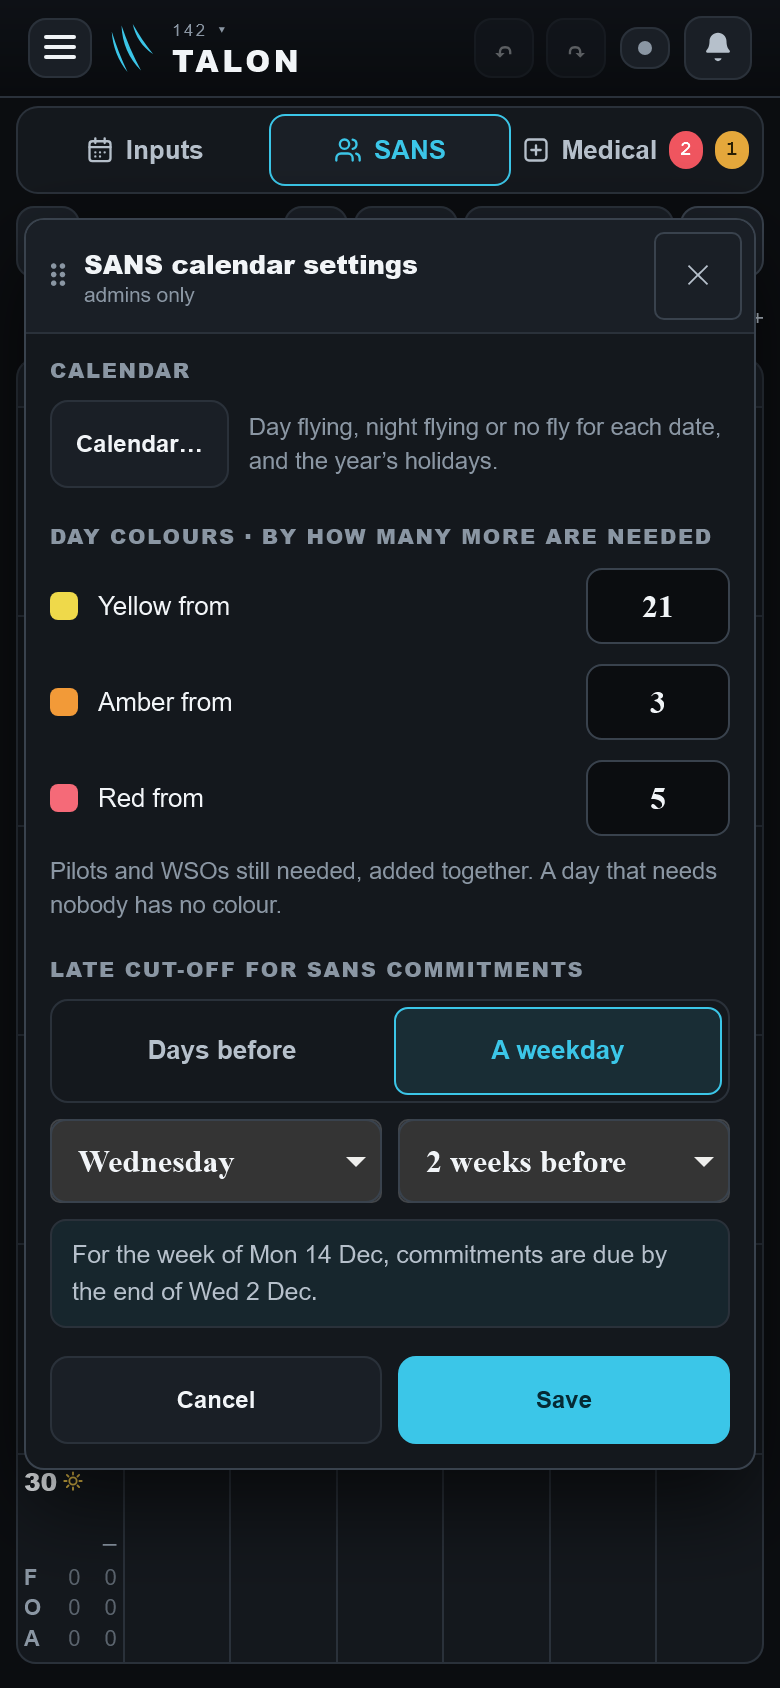 142 ▾
TALON
Inputs
SANS
Medical 2 1
SANS calendar settings
admins only
+
CALENDAR
Calendar...
Day flying, night flying or no fly for each date,
and the year’s holidays.
DAY COLOURS · BY HOW MANY MORE ARE NEEDED
Yellow from 21
Amber from 3
Red from 5
Pilots and WSOs still needed, added together. A day that needs
nobody has no colour.
LATE CUT-OFF FOR SANS COMMITMENTS
Days before
A weekday
Wednesday
2 weeks before
For the week of Mon 14 Dec, commitments are due by
the end of Wed 2 Dec.
Cancel
Save
30
–
F 0 0
O 0 0
A 0 0